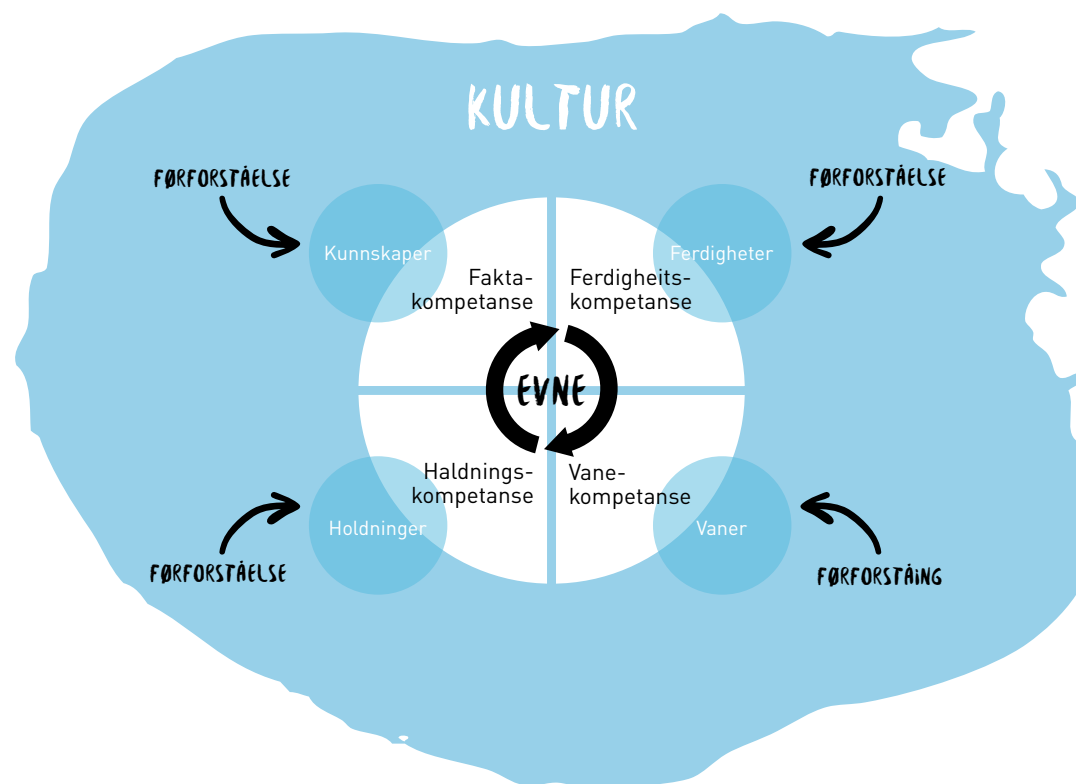 KULTUR
FØRFORSTÅELSE
FØRFORSTÅELSE
Kunnskaper
Ferdigheter
Fakta-
kompetanse
Ferdigheits-
kompetanse
EVNE
Haldnings-
kompetanse
Vane-
kompetanse
Holdninger
Vaner
FØRFORSTÅELSE
FØRFORSTÅING